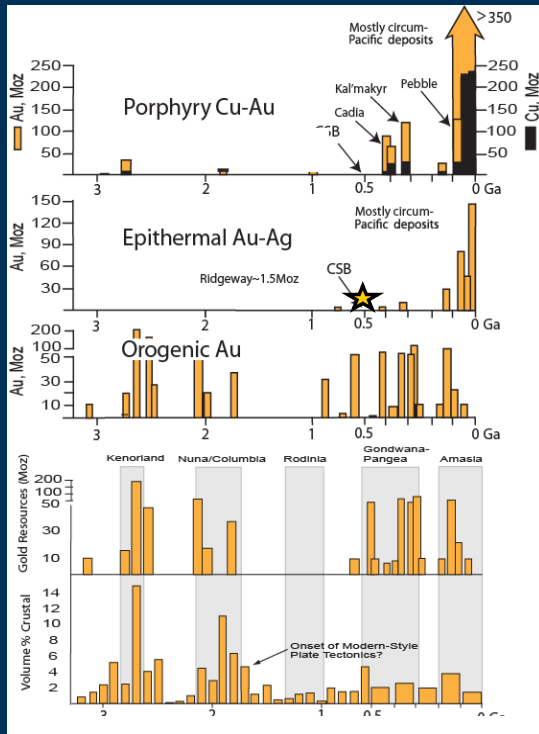 >350
Mostly circum-
Pacific deposits
Au, Moz
250
200
150
100
50
Porphyry Cu-Au
Kal'makyr
Cadia
Pebble
CSB
250
200
150
100
50
Cu, Moz
3
2
1
0.5
0 Ga
Au, Moz
150
120
90
60
30
Epithermal Au-Ag
Mostly circum-
Pacific deposits
Ridgeway~1.5Moz
CSB
3
2
1
0.5
0 Ga
Au, Moz
200
100
50
30
10
Orogenic Au
3
2
1
0.5
0 Ga
Kenorland
Nuna/Columbia
Rodinia
Gondwana-
Pangea
Amasia
Gold Resources (Moz)
200
100
50
30
10
Volume % Crustal
14
12
8
6
4
2
Onset of Modern-Style
Plate Tectonics?
3
2
1
0.5